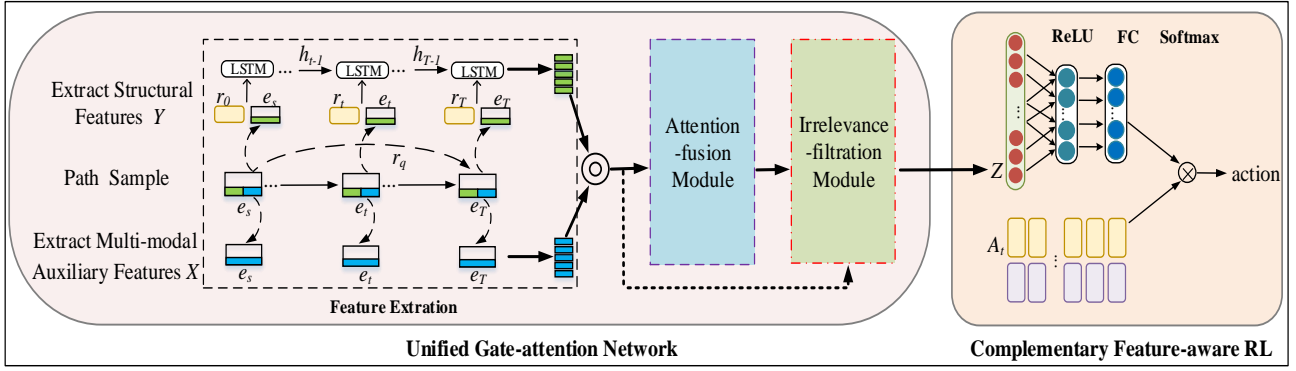 Extract Structural
Features Y
Path Sample
Extract Multi-modal
Auxiliary Features X
LSTM ... h_{t-1} LSTM ... h_{T-1} LSTM
r_0 e_s r_t e_t r_T e_T
r_q
... ...
e_s e_t e_T
e_s e_t e_T
Feature Extration
Attention
-fusion
Module
Irrelevance
-filtration
Module
Unified Gate-attention Network
ReLU FC Softmax
...
Z
action
A_t
...
Complementary Feature-aware RL